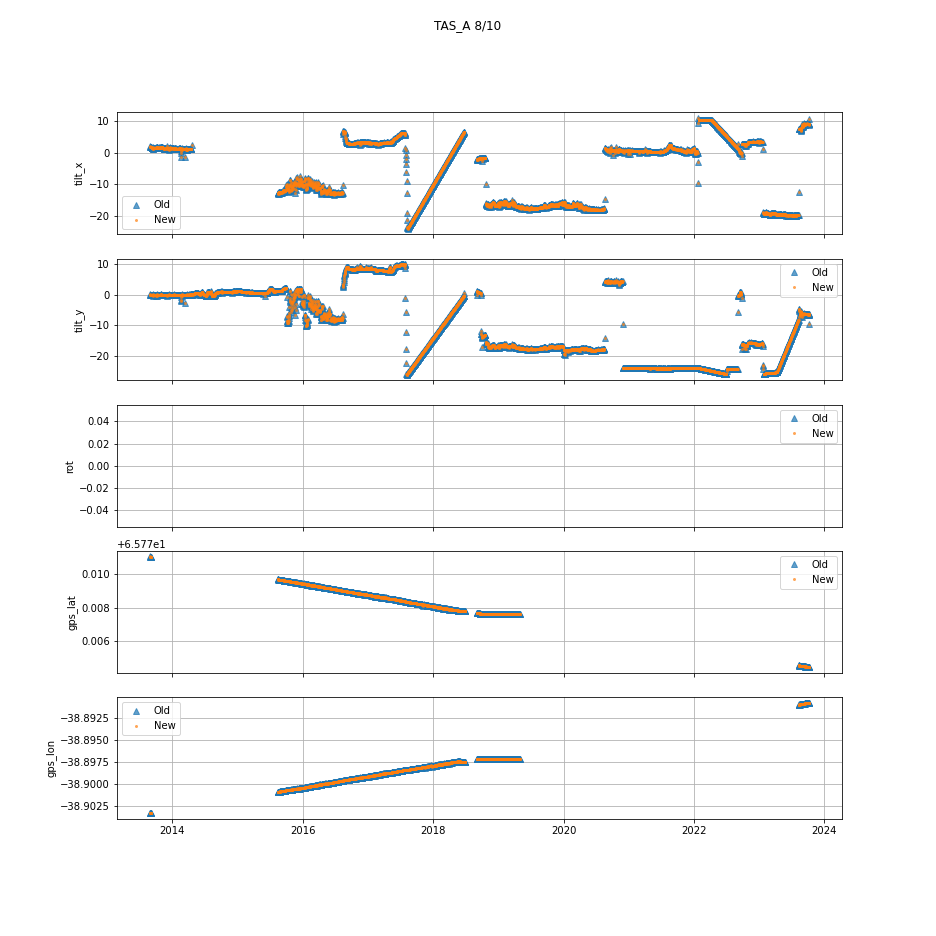 TAS_A 8/10
tilt_x
10
0
−10
−20
Old
New
tilt_y
10
0
−10
−20
Old
New
rot
0.04
0.02
0.00
−0.02
−0.04
Old
New
+6.577e1
gps_lat
0.010
0.008
0.006
Old
New
gps_lon
−38.8925
−38.8950
−38.8975
−38.9000
−38.9025
Old
New
2014 2016 2018 2020 2022 2024